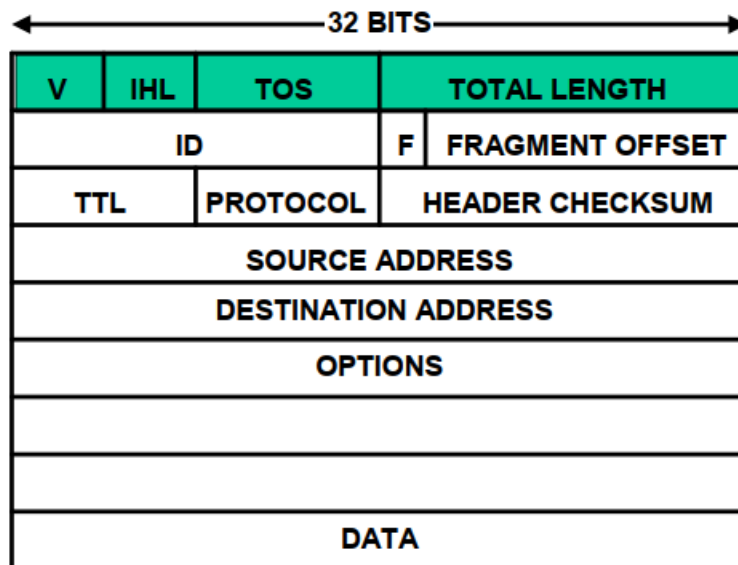 32 BITS
V IHL TOS TOTAL LENGTH
ID F FRAGMENT OFFSET
TTL PROTOCOL HEADER CHECKSUM
SOURCE ADDRESS
DESTINATION ADDRESS
OPTIONS
DATA